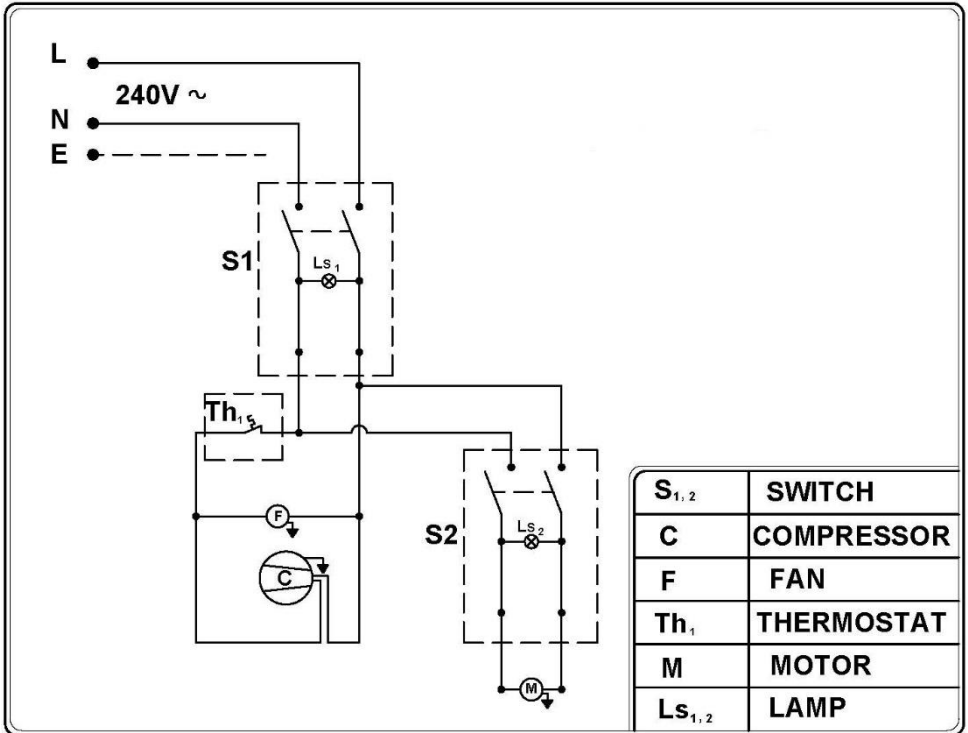 L
240V ~
N
E
S1
Ls₁
Th₁
F
C
S2
Ls₂
M
S₁,₂ SWITCH
C COMPRESSOR
F FAN
Th₁ THERMOSTAT
M MOTOR
Ls₁,₂ LAMP